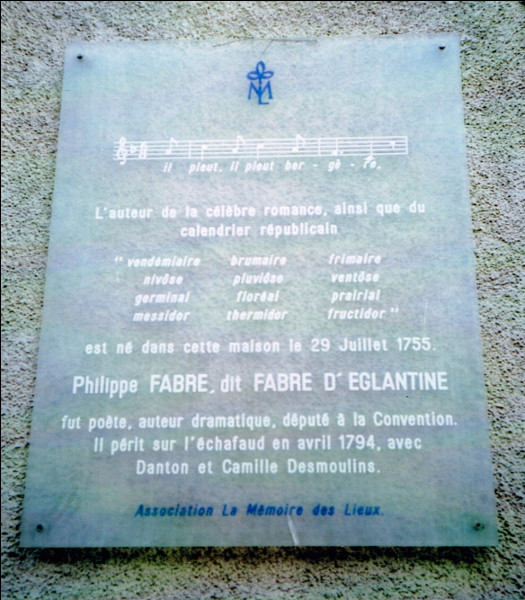 ML
il pleut, il pleut ber - gè - re,
L'auteur de la célèbre romance, ainsi que du
calendrier républicain
" vendémiaire brumaire frimaire
nivôse pluviôse ventôse
germinal floréal prairial
messidor thermidor fructidor "
est né dans cette maison le 29 Juillet 1755.
Philippe FABRE, dit FABRE D'EGLANTINE
fut poète, auteur dramatique, député à la Convention.
Il périt sur l'échafaud en avril 1794, avec
Danton et Camille Desmoulins.
Association La Mémoire des Lieux.